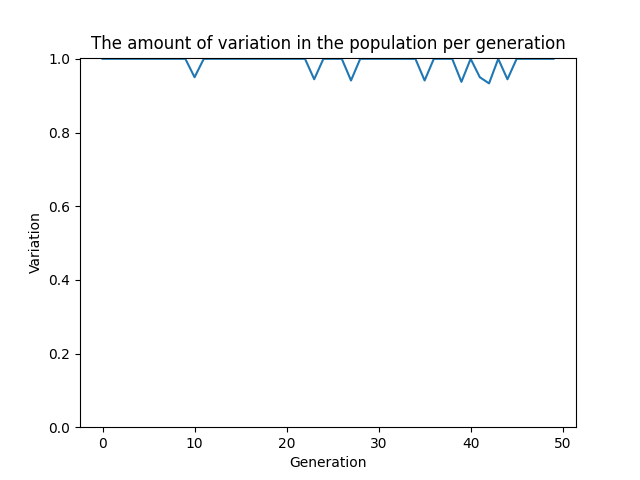 The amount of variation in the population per generation
1.0
0.8
0.6
0.4
0.2
0.0
Variation
0 10 20 30 40 50
Generation